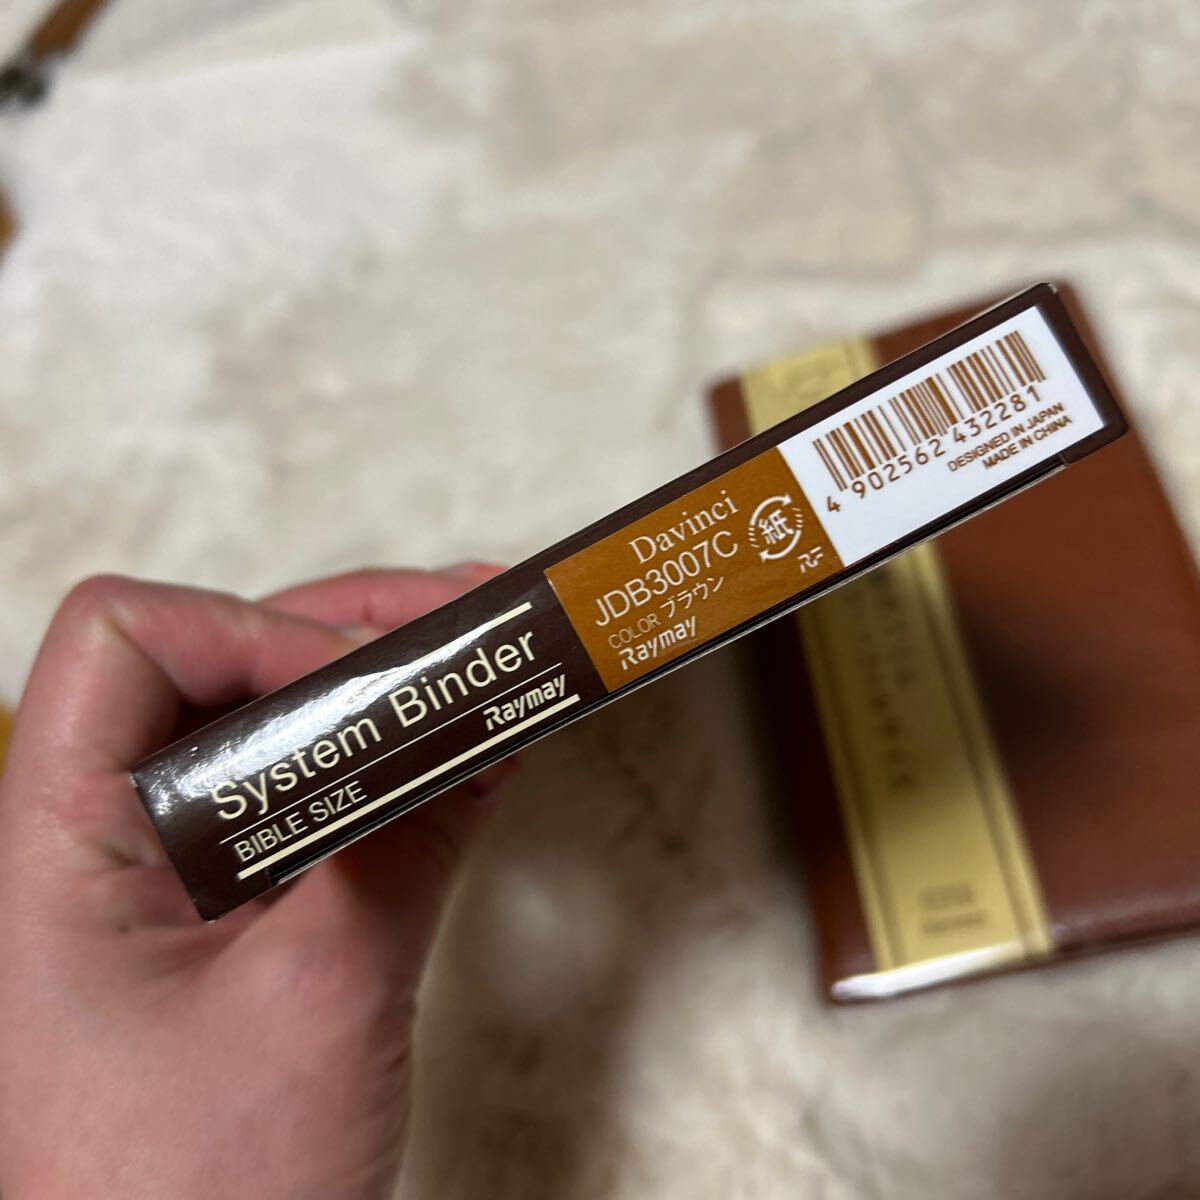 System Binder
BIBLE SIZE
Raymay
Davinci
JDB3007C
COLOR ブラウン
Raymay
紙
RF
4 902562 432281
DESIGNED IN JAPAN
MADE IN CHINA